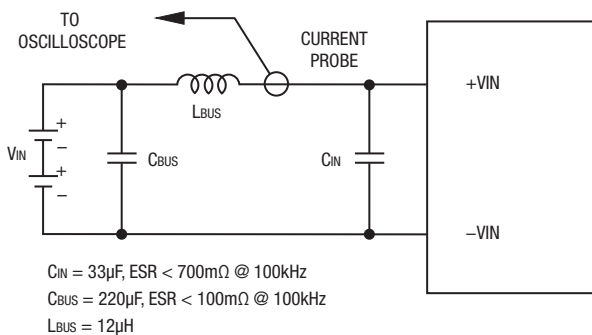 TO
OSCILLOSCOPE
CURRENT
PROBE
+VIN
LBUS
+
−
VIN
+
−
CBUS
CIN
−VIN
CIN = 33µF, ESR < 700mΩ @ 100kHz
CBUS = 220µF, ESR < 100mΩ @ 100kHz
LBUS = 12µH